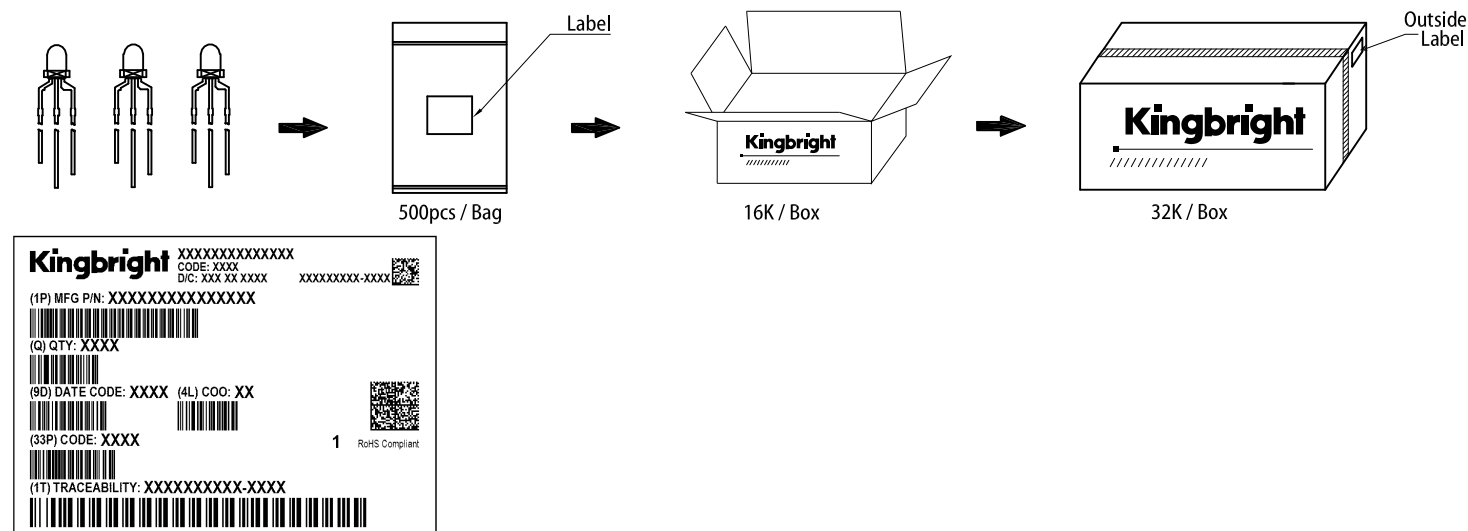 Label
Outside
Label
Kingbright
Kingbright
500pcs / Bag
16K / Box
32K / Box
Kingbright
XXXXXXXXXXXXXX
CODE: XXXX
D/C: XXX XX XXXX XXXXXXXXX-XXXX
(1P) MFG P/N: XXXXXXXXXXXXXXX
(Q) QTY: XXXX
(9D) DATE CODE: XXXX (4L) COO: XX
(33P) CODE: XXXX
1 RoHS Compliant
(1T) TRACEABILITY: XXXXXXXXXX-XXXX